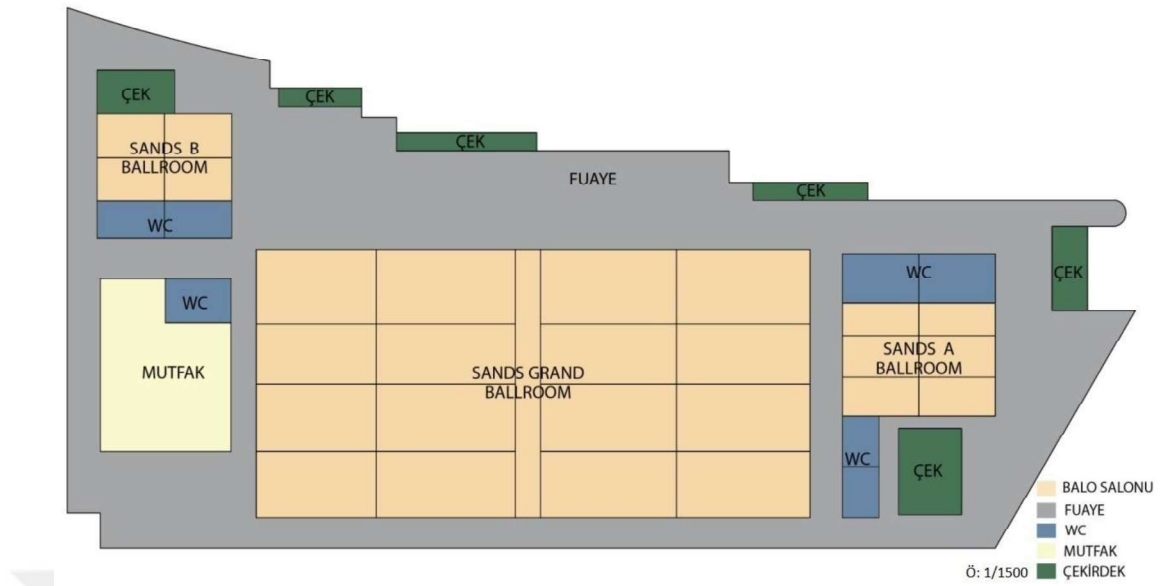 ÇEK
ÇEK
ÇEK
SANDS B
BALLROOM
FUAYE
ÇEK
WC
WC
ÇEK
WC
MUTFAK
SANDS GRAND
BALLROOM
SANDS A
BALLROOM
WC
ÇEK
BALO SALONU
FUAYE
WC
MUTFAK
Ö: 1/1500
ÇEKİRDEK